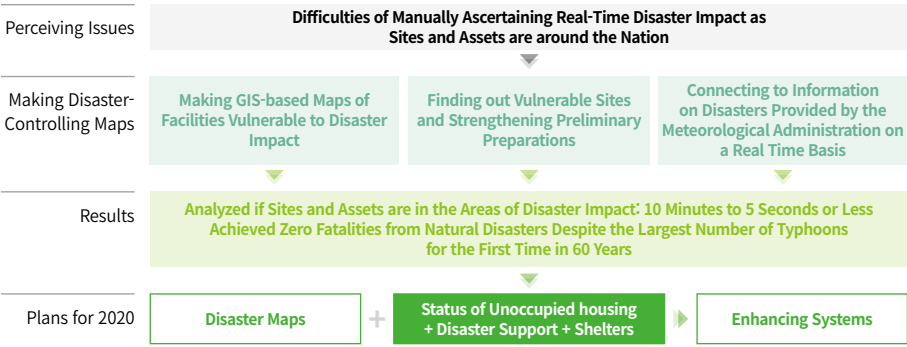 Perceiving Issues
Difficulties of Manually Ascertaining Real-Time Disaster Impact as
Sites and Assets are around the Nation
Making Disaster-
Controlling Maps
Making GIS-based Maps of
Facilities Vulnerable to Disaster
Impact
Finding out Vulnerable Sites
and Strengthening Preliminary
Preparations
Connecting to Information
on Disasters Provided by the
Meteorological Administration on
a Real Time Basis
Results
Analyzed if Sites and Assets are in the Areas of Disaster Impact: 10 Minutes to 5 Seconds or Less
Achieved Zero Fatalities from Natural Disasters Despite the Largest Number of Typhoons
for the First Time in 60 Years
Plans for 2020
Disaster Maps
+
Status of Unoccupied housing
+ Disaster Support + Shelters
Enhancing Systems